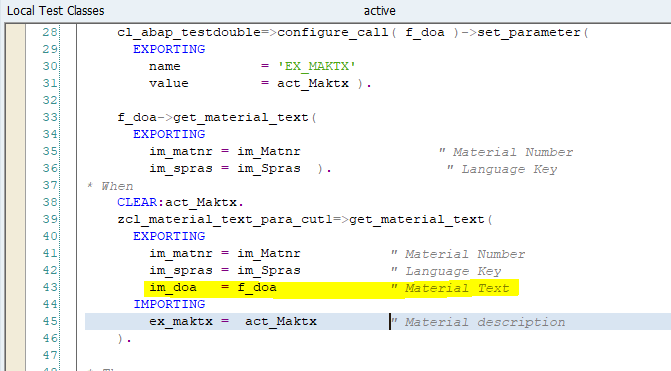 Local Test Classes active
28 cl_abap_testdouble=>configure_call( f_doa )->set_parameter(
29 EXPORTING
30 name = 'EX_MAKTX'
31 value = act_Maktx ).
32
33 f_doa->get_material_text(
34 EXPORTING
35 im_matnr = im_Matnr " Material Number
36 im_spras = im_Spras ). " Language Key
37 * When
38 CLEAR:act_Maktx.
39 zcl_material_text_para_cutl=>get_material_text(
40 EXPORTING
41 im_matnr = im_Matnr " Material Number
42 im_spras = im_Spras " Language Key
43 im_doa = f_doa " Material Text
44 IMPORTING
45 ex_maktx = act_Maktx " Material description
46 ).
47